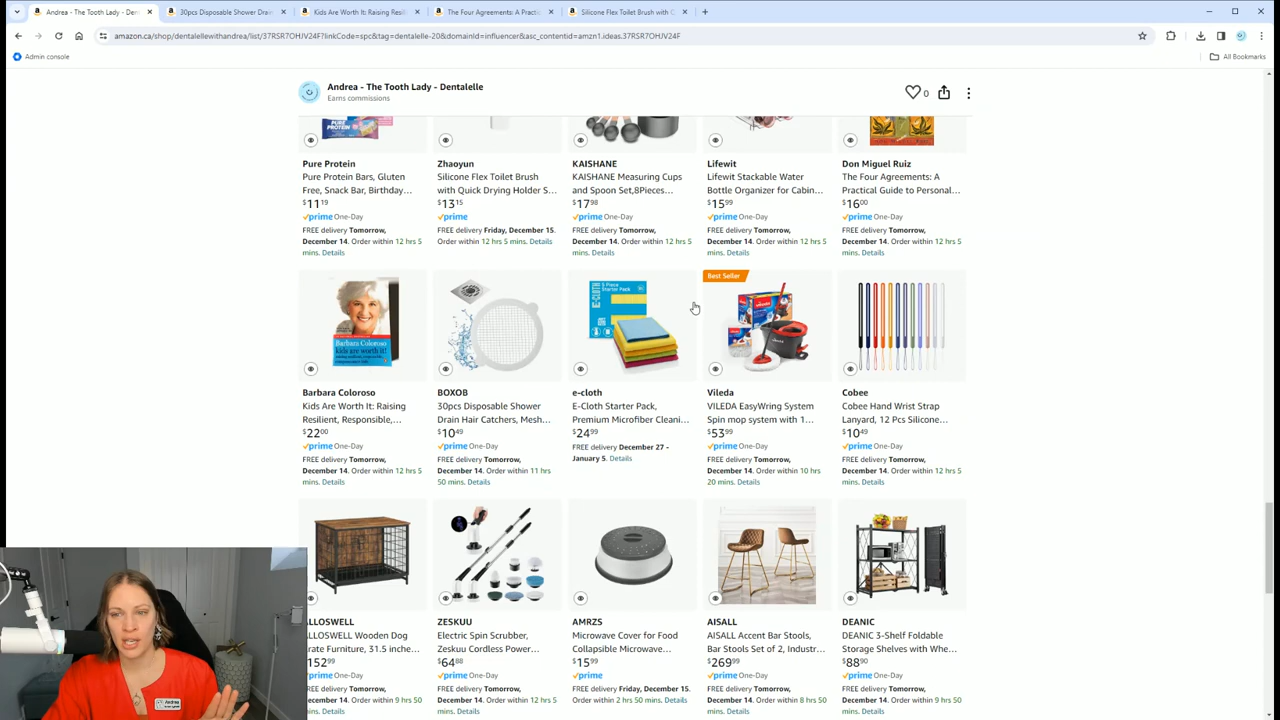 Andrea - The Tooth Lady - Den
30pcs Disposable Shower Drain
Kids Are Worth It: Raising Resil
The Four Agreements: A Practic
Silicone Flex Toilet Brush with C
amazon.ca/shop/dentalellewithandrea/list/37RSR7OHJV24F?linkCode=spc&tag=dentalelle-20&domainId=influencer&asc_contentid=amzn1.ideas.37RSR7OHJV24F
Admin console
All Bookmarks
Andrea - The Tooth Lady - Dentalelle
Earns commissions
0
Pure Protein
Pure Protein Bars, Gluten
Free, Snack Bar, Birthday...
$11.19
prime One-Day
FREE delivery Tomorrow,
December 14. Order within 12 hrs 5
mins. Details
Zhaoyun
Silicone Flex Toilet Brush
with Quick Drying Holder S...
$13.15
prime
FREE delivery Friday, December 15.
Order within 12 hrs 5 mins. Details
KAISHANE
KAISHANE Measuring Cups
and Spoon Set,8Pieces...
$17.98
prime One-Day
FREE delivery Tomorrow,
December 14. Order within 12 hrs 5
mins. Details
Lifewit
Lifewit Stackable Water
Bottle Organizer for Cabin...
$15.99
prime One-Day
FREE delivery Tomorrow,
December 14. Order within 12 hrs 5
mins. Details
Don Miguel Ruiz
The Four Agreements: A
Practical Guide to Personal...
$16.00
prime One-Day
FREE delivery Tomorrow,
December 14. Order within 12 hrs 5
mins. Details
Barbara Coloroso
kids are worth it!
Barbara Coloroso
Kids Are Worth It: Raising
Resilient, Responsible,...
$22.00
prime One-Day
FREE delivery Tomorrow,
December 14. Order within 12 hrs 5
mins. Details
BOXOB
30pcs Disposable Shower
Drain Hair Catchers, Mesh...
$10.49
prime One-Day
FREE delivery Tomorrow,
December 14. Order within 11 hrs
50 mins. Details
e-cloth
E-Cloth Starter Pack,
Premium Microfiber Cleani...
$24.99
FREE delivery December 27 -
January 5. Details
Best Seller
Vileda
VILEDA EasyWring System
Spin mop system with 1...
$53.99
prime One-Day
FREE delivery Tomorrow,
December 14. Order within 10 hrs
20 mins. Details
Cobee
Cobee Hand Wrist Strap
Lanyard, 12 Pcs Silicone...
$10.49
prime One-Day
FREE delivery Tomorrow,
December 14. Order within 12 hrs 5
mins. Details
ALLOSWELL
ALLOSWELL Wooden Dog
Crate Furniture, 31.5 inche...
152.99
prime One-Day
FREE delivery Tomorrow,
December 14. Order within 9 hrs 50
mins. Details
ZESKUU
Electric Spin Scrubber,
Zeskuu Cordless Power...
$64.88
prime One-Day
FREE delivery Tomorrow,
December 14. Order within 12 hrs 5
mins. Details
AMRZS
Microwave Cover for Food
Collapsible Microwave...
$15.99
prime
FREE delivery Friday, December 15.
Order within 2 hrs 50 mins. Details
AISALL
AISALL Accent Bar Stools,
Bar Stools Set of 2, Industr...
$269.99
prime One-Day
FREE delivery Tomorrow,
December 14. Order within 8 hrs 50
mins. Details
DEANIC
DEANIC 3-Shelf Foldable
Storage Shelves with Whe...
$88.90
prime One-Day
FREE delivery Tomorrow,
December 14. Order within 9 hrs 50
mins. Details
Andrea